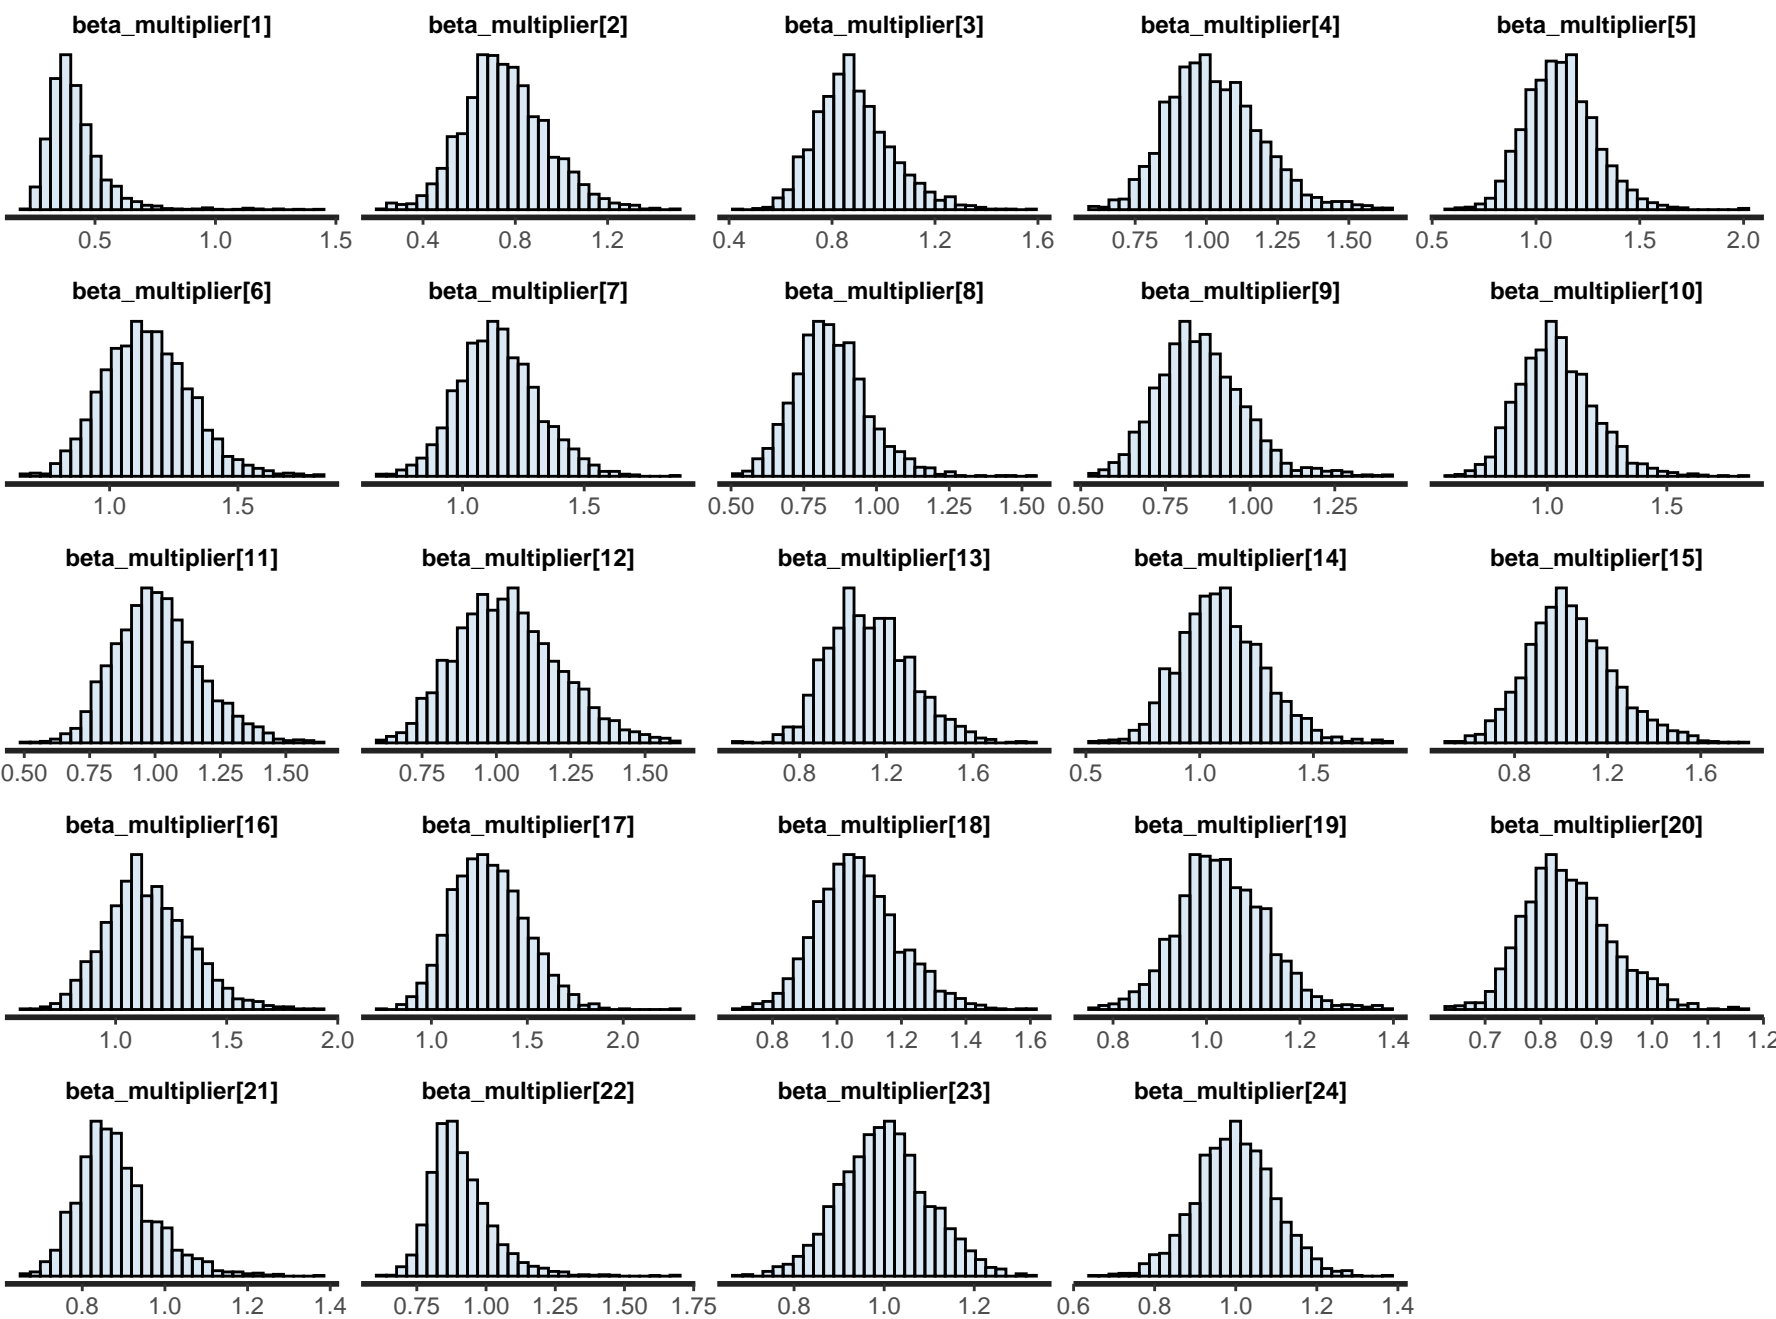 beta_multiplier[1] beta_multiplier[2] beta_multiplier[3] beta_multiplier[4] beta_multiplier[5]
0.5 1.0 1.5 0.4 0.8 1.2 0.4 0.8 1.2 1.6 0.75 1.00 1.25 1.50 0.5 1.0 1.5 2.0
beta_multiplier[6] beta_multiplier[7] beta_multiplier[8] beta_multiplier[9] beta_multiplier[10]
1.0 1.5 1.0 1.5 0.50 0.75 1.00 1.25 1.50 0.50 0.75 1.00 1.25 1.0 1.5
beta_multiplier[11] beta_multiplier[12] beta_multiplier[13] beta_multiplier[14] beta_multiplier[15]
0.50 0.75 1.00 1.25 1.50 0.75 1.00 1.25 1.50 0.8 1.2 1.6 0.5 1.0 1.5 0.8 1.2 1.6
beta_multiplier[16] beta_multiplier[17] beta_multiplier[18] beta_multiplier[19] beta_multiplier[20]
1.0 1.5 2.0 1.0 1.5 2.0 0.8 1.0 1.2 1.4 1.6 0.8 1.0 1.2 1.4 0.7 0.8 0.9 1.0 1.1 1.2
beta_multiplier[21] beta_multiplier[22] beta_multiplier[23] beta_multiplier[24]
0.8 1.0 1.2 1.4 0.75 1.00 1.25 1.50 1.75 0.8 1.0 1.2 0.6 0.8 1.0 1.2 1.4